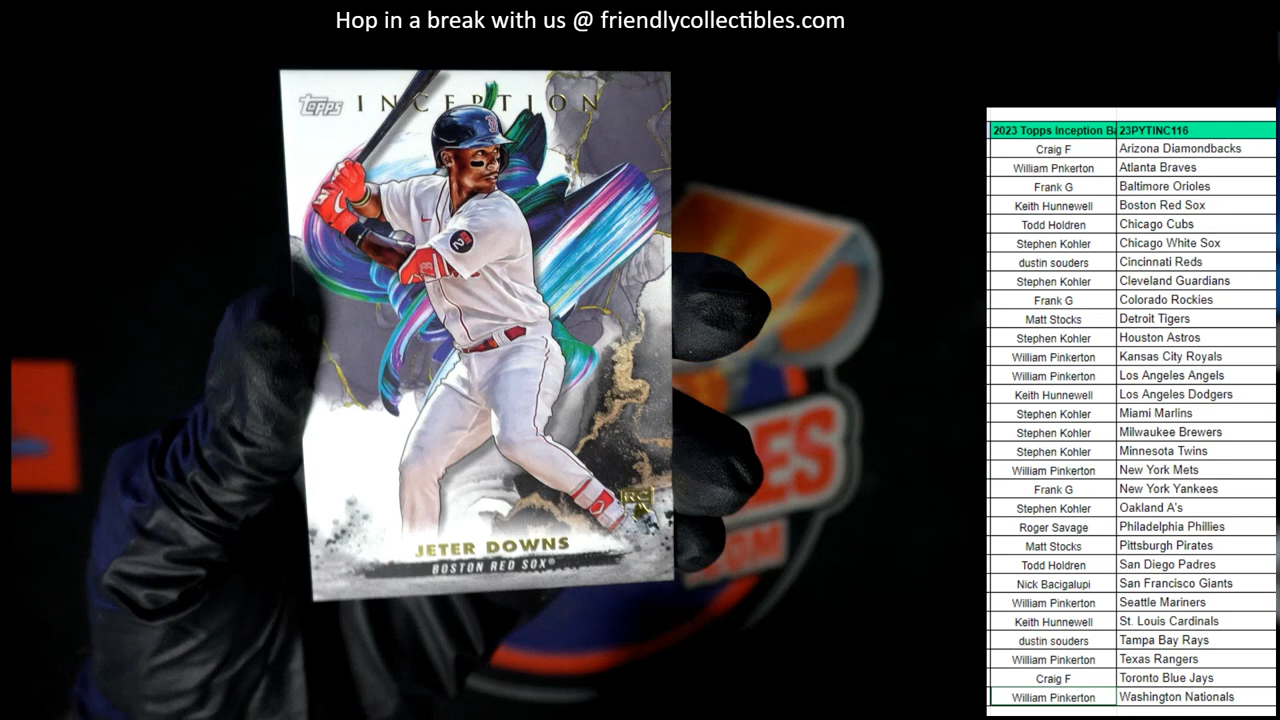 Hop in a break with us @ friendlycollectibles.com
Topps INCEPTION
B
2
RC
JETER DOWNS
BOSTON RED SOX®
ES
.COM
2023 Topps Inception Ba 23PYTINC116
Craig F Arizona Diamondbacks
William Pnkerton Atlanta Braves
Frank G Baltimore Orioles
Keith Hunnewell Boston Red Sox
Todd Holdren Chicago Cubs
Stephen Kohler Chicago White Sox
dustin souders Cincinnati Reds
Stephen Kohler Cleveland Guardians
Frank G Colorado Rockies
Matt Stocks Detroit Tigers
Stephen Kohler Houston Astros
William Pinkerton Kansas City Royals
William Pinkerton Los Angeles Angels
Keith Hunnewell Los Angeles Dodgers
Stephen Kohler Miami Marlins
Stephen Kohler Milwaukee Brewers
Stephen Kohler Minnesota Twins
William Pinkerton New York Mets
Frank G New York Yankees
Stephen Kohler Oakland A's
Roger Savage Philadelphia Phillies
Matt Stocks Pittsburgh Pirates
Todd Holdren San Diego Padres
Nick Bacigalupi San Francisco Giants
William Pinkerton Seattle Mariners
Keith Hunnewell St. Louis Cardinals
dustin souders Tampa Bay Rays
William Pinkerton Texas Rangers
Craig F Toronto Blue Jays
William Pinkerton Washington Nationals